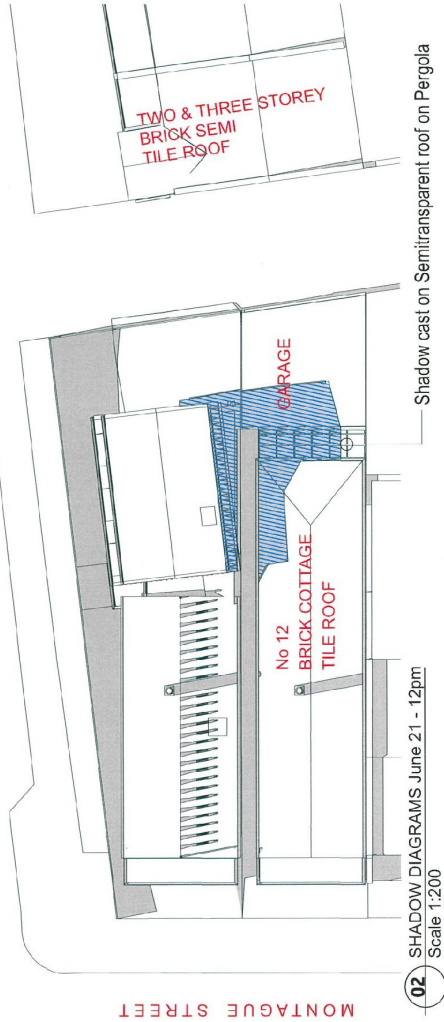 TWO & THREE STOREY
BRICK SEMI
TILE ROOF
GARAGE
No 12
BRICK COTTAGE
TILE ROOF
Shadow cast on Semitransparent roof on Pergola
MONTAGUE STREET
02
SHADOW DIAGRAMS June 21 - 12pm
Scale 1:200